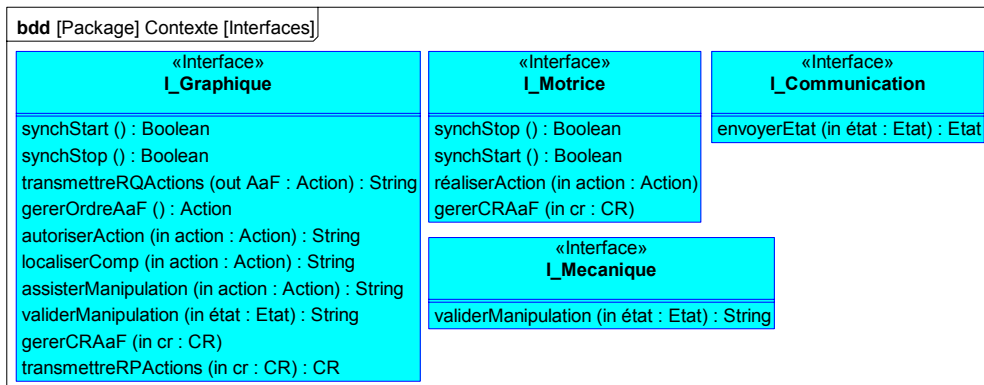 bdd [Package] Contexte [Interfaces]
«Interface»
I_Graphique
synchStart () : Boolean
synchStop () : Boolean
transmettreRQActions (out AaF : Action) : String
gererOrdreAaF () : Action
autoriserAction (in action : Action) : String
localiserComp (in action : Action) : String
assisterManipulation (in action : Action) : String
validerManipulation (in état : Etat) : String
gererCRAaF (in cr : CR)
transmettreRPActions (in cr : CR) : CR
«Interface»
I_Motrice
synchStop () : Boolean
synchStart () : Boolean
réaliserAction (in action : Action)
gererCRAaF (in cr : CR)
«Interface»
I_Communication
envoyerEtat (in état : Etat) : Etat
«Interface»
I_Mecanique
validerManipulation (in état : Etat) : String